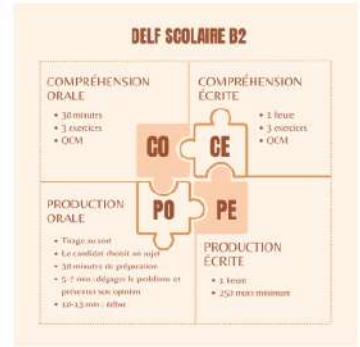 DELF SCOLAIRE B2
COMPRÉHENSION
ORALE
• 30 minutes
• 3 exercices
• QCM
COMPRÉHENSION
ÉCRITE
• 1 heure
• 3 exercices
• QCM
CO
CE
PO
PE
PRODUCTION
ORALE
• Tirage au sort
• Le candidat choisit un sujet
• 30 minutes de préparation
• 5-7 min : dégager le problème et
présenter son opinion
• 10-13 min : débat
PRODUCTION
ÉCRITE
• 1 heure
• 250 mots minimum